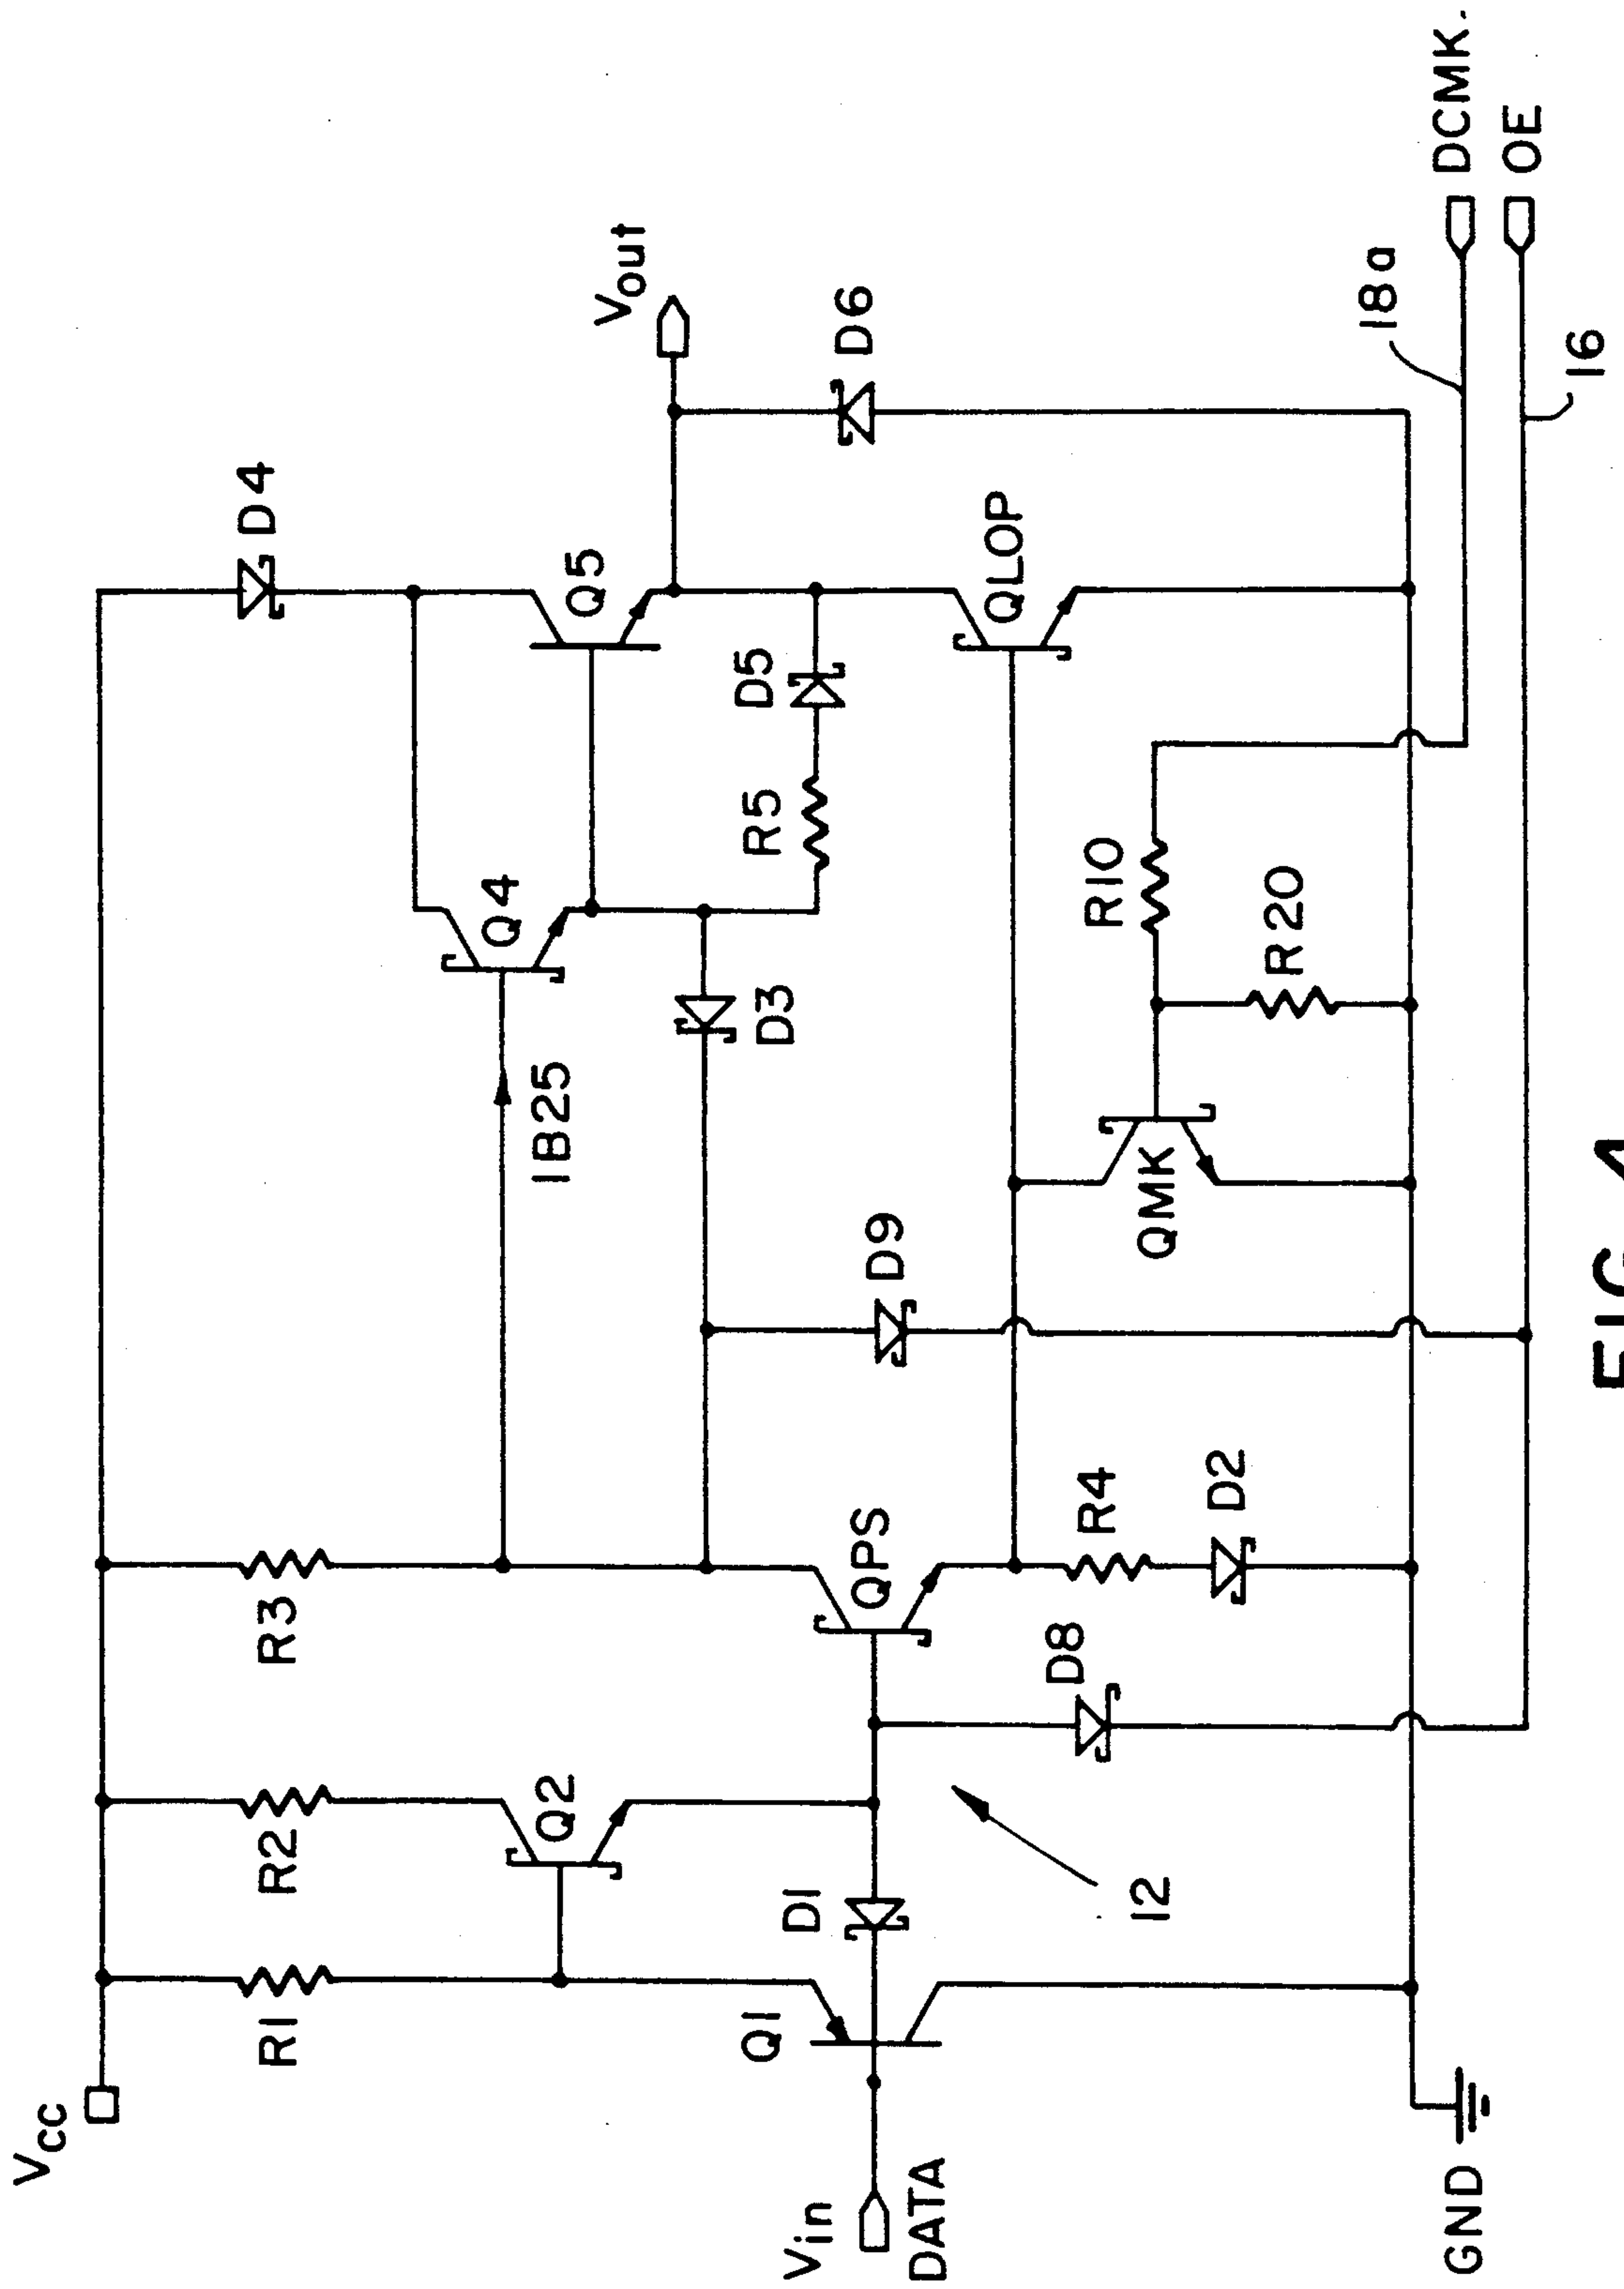 Vcc
R1
R2
R3
D4
Q2
IB25
Q4
Q5
Vout
Q1
D1
QPS
D3
R5
D5
D9
D6
Vin
DATA
12
D8
R4
D2
QMK
R10
R20
QLOP
18a
GND
DCMK.
OE
16
FIG. 4